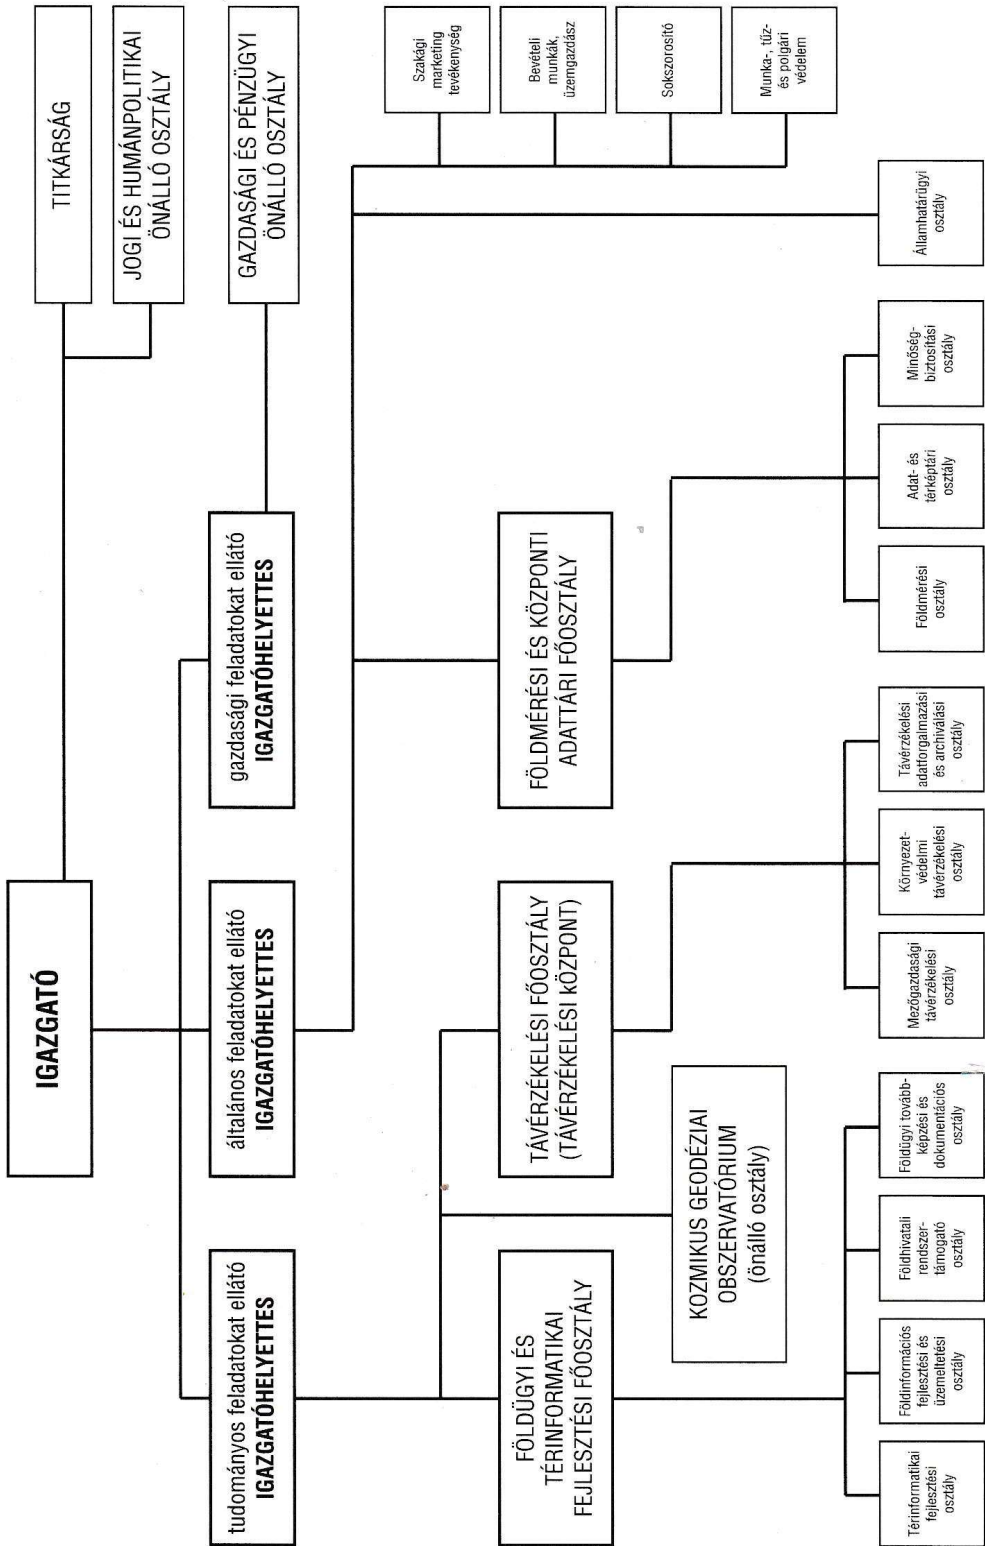 IGAZGATÓ
TITKÁRSÁG
JOGI ÉS HUMÁNPOLITIKAI
ÖNÁLLÓ OSZTÁLY
tudományos feladatokat ellátó
IGAZGATÓHELYETTES
általános feladatokat ellátó
IGAZGATÓHELYETTES
gazdasági feladatokat ellátó
IGAZGATÓHELYETTES
GAZDASÁGI ÉS PÉNZÜGYI
ÖNÁLLÓ OSZTÁLY
Szakági
marketing
tevékenység
Bevételi
munkák,
üzemgazdász
Sokszorosító
Munka-, tűz-
és polgári
védelem
FÖLDÜGYI ÉS
TÉRINFORMATIKAI
FEJLESZTÉSI FŐOSZTÁLY
TÁVÉRZÉKELÉSI FŐOSZTÁLY
(TÁVÉRZÉKELÉSI KÖZPONT)
FÖLDMÉRÉSI ÉS KÖZPONTI
ADATTÁRI FŐOSZTÁLY
KOZMIKUS GEODÉZIAI
OBSZERVATÓRIUM
(önálló osztály)
Térinformatikai
fejlesztési
osztály
Földinformációs
fejlesztési és
üzemeltetési
osztály
Földhivatali
rendszer-
támogató
osztály
Földügyi tovább-
képzési és
dokumentációs
osztály
Mezőgazdasági
távérzékelési
osztály
Környezet-
védelmi
távérzékelési
osztály
Távérzékelési
adatforgalmazási
és archiválási
osztály
Földmérési
osztály
Adat- és
térképtári
osztály
Minőség-
biztosítási
osztály
Államhatárügyi
osztály